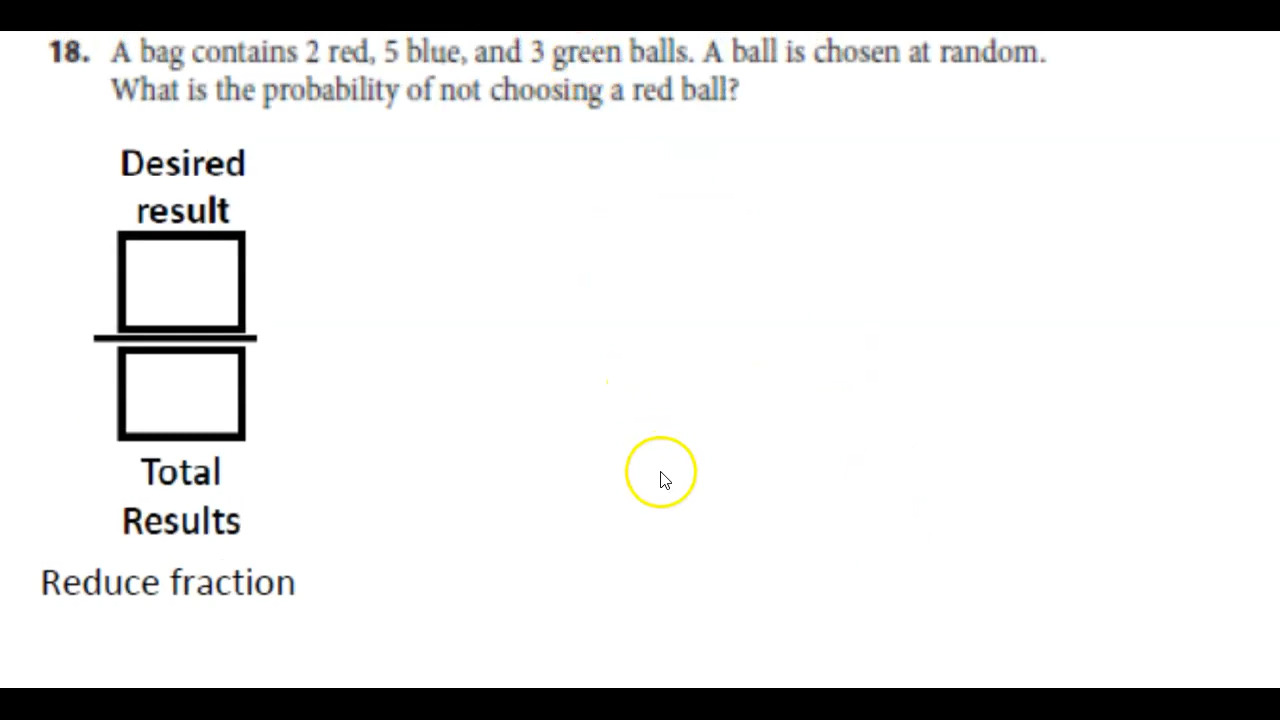 18. A bag contains 2 red, 5 blue, and 3 green balls. A ball is chosen at random.
What is the probability of not choosing a red ball?
Desired
result
Total
Results
Reduce fraction